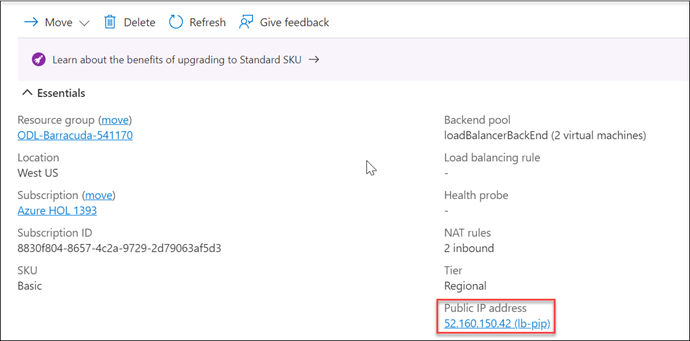 Move Delete Refresh Give feedback
Learn about the benefits of upgrading to Standard SKU
Essentials
Resource group (move)
ODL-Barracuda-541170
Location
West US
Subscription (move)
Azure HOL 1393
Subscription ID
8830f804-8657-4c2a-9729-2d79063af5d3
SKU
Basic
Backend pool
loadBalancerBackEnd (2 virtual machines)
Load balancing rule
-
Health probe
-
NAT rules
2 inbound
Tier
Regional
Public IP address
52.160.150.42 (lb-pip)